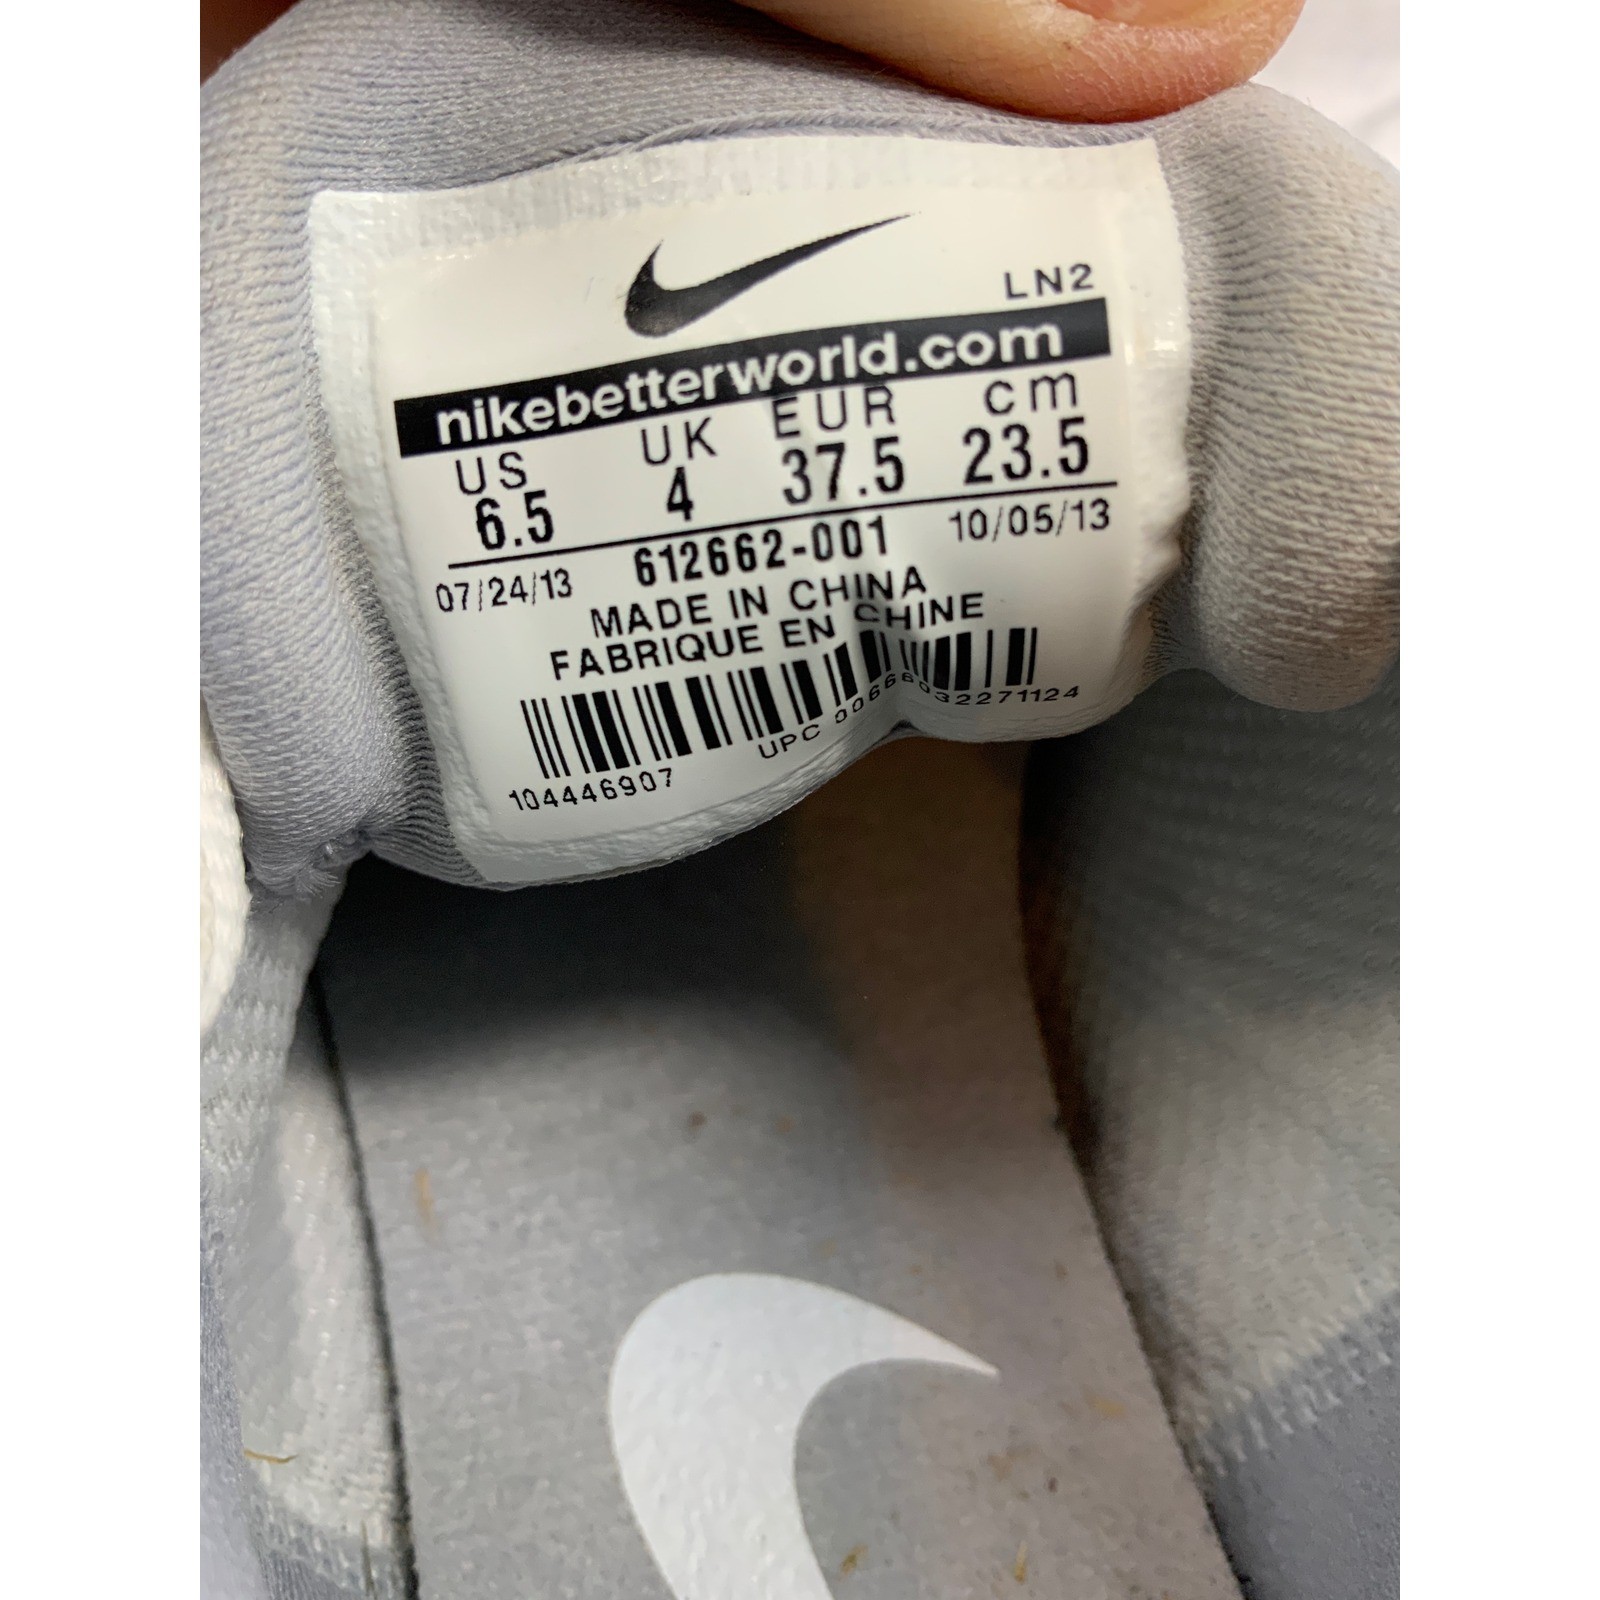 LN2
nikebetterworld.com
US UK EUR cm
6.5 4 37.5 23.5
07/24/13 612662-001 10/05/13
MADE IN CHINA
FABRIQUE EN CHINE
104446907 UPC 00666032271124